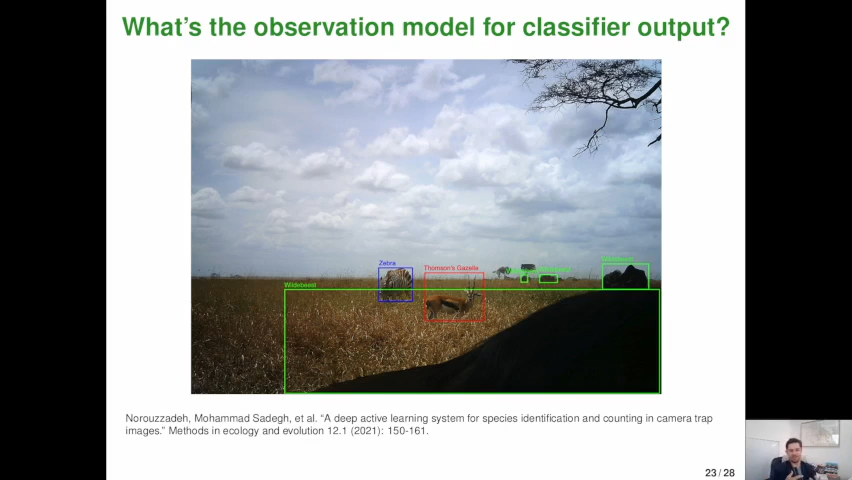 What's the observation model for classifier output?
Zebra
Thomson's Gazelle
Wildebeest
Norouzzadeh, Mohammad Sadegh, et al. "A deep active learning system for species identification and counting in camera trap
images." Methods in ecology and evolution 12.1 (2021): 150-161.
23 / 28